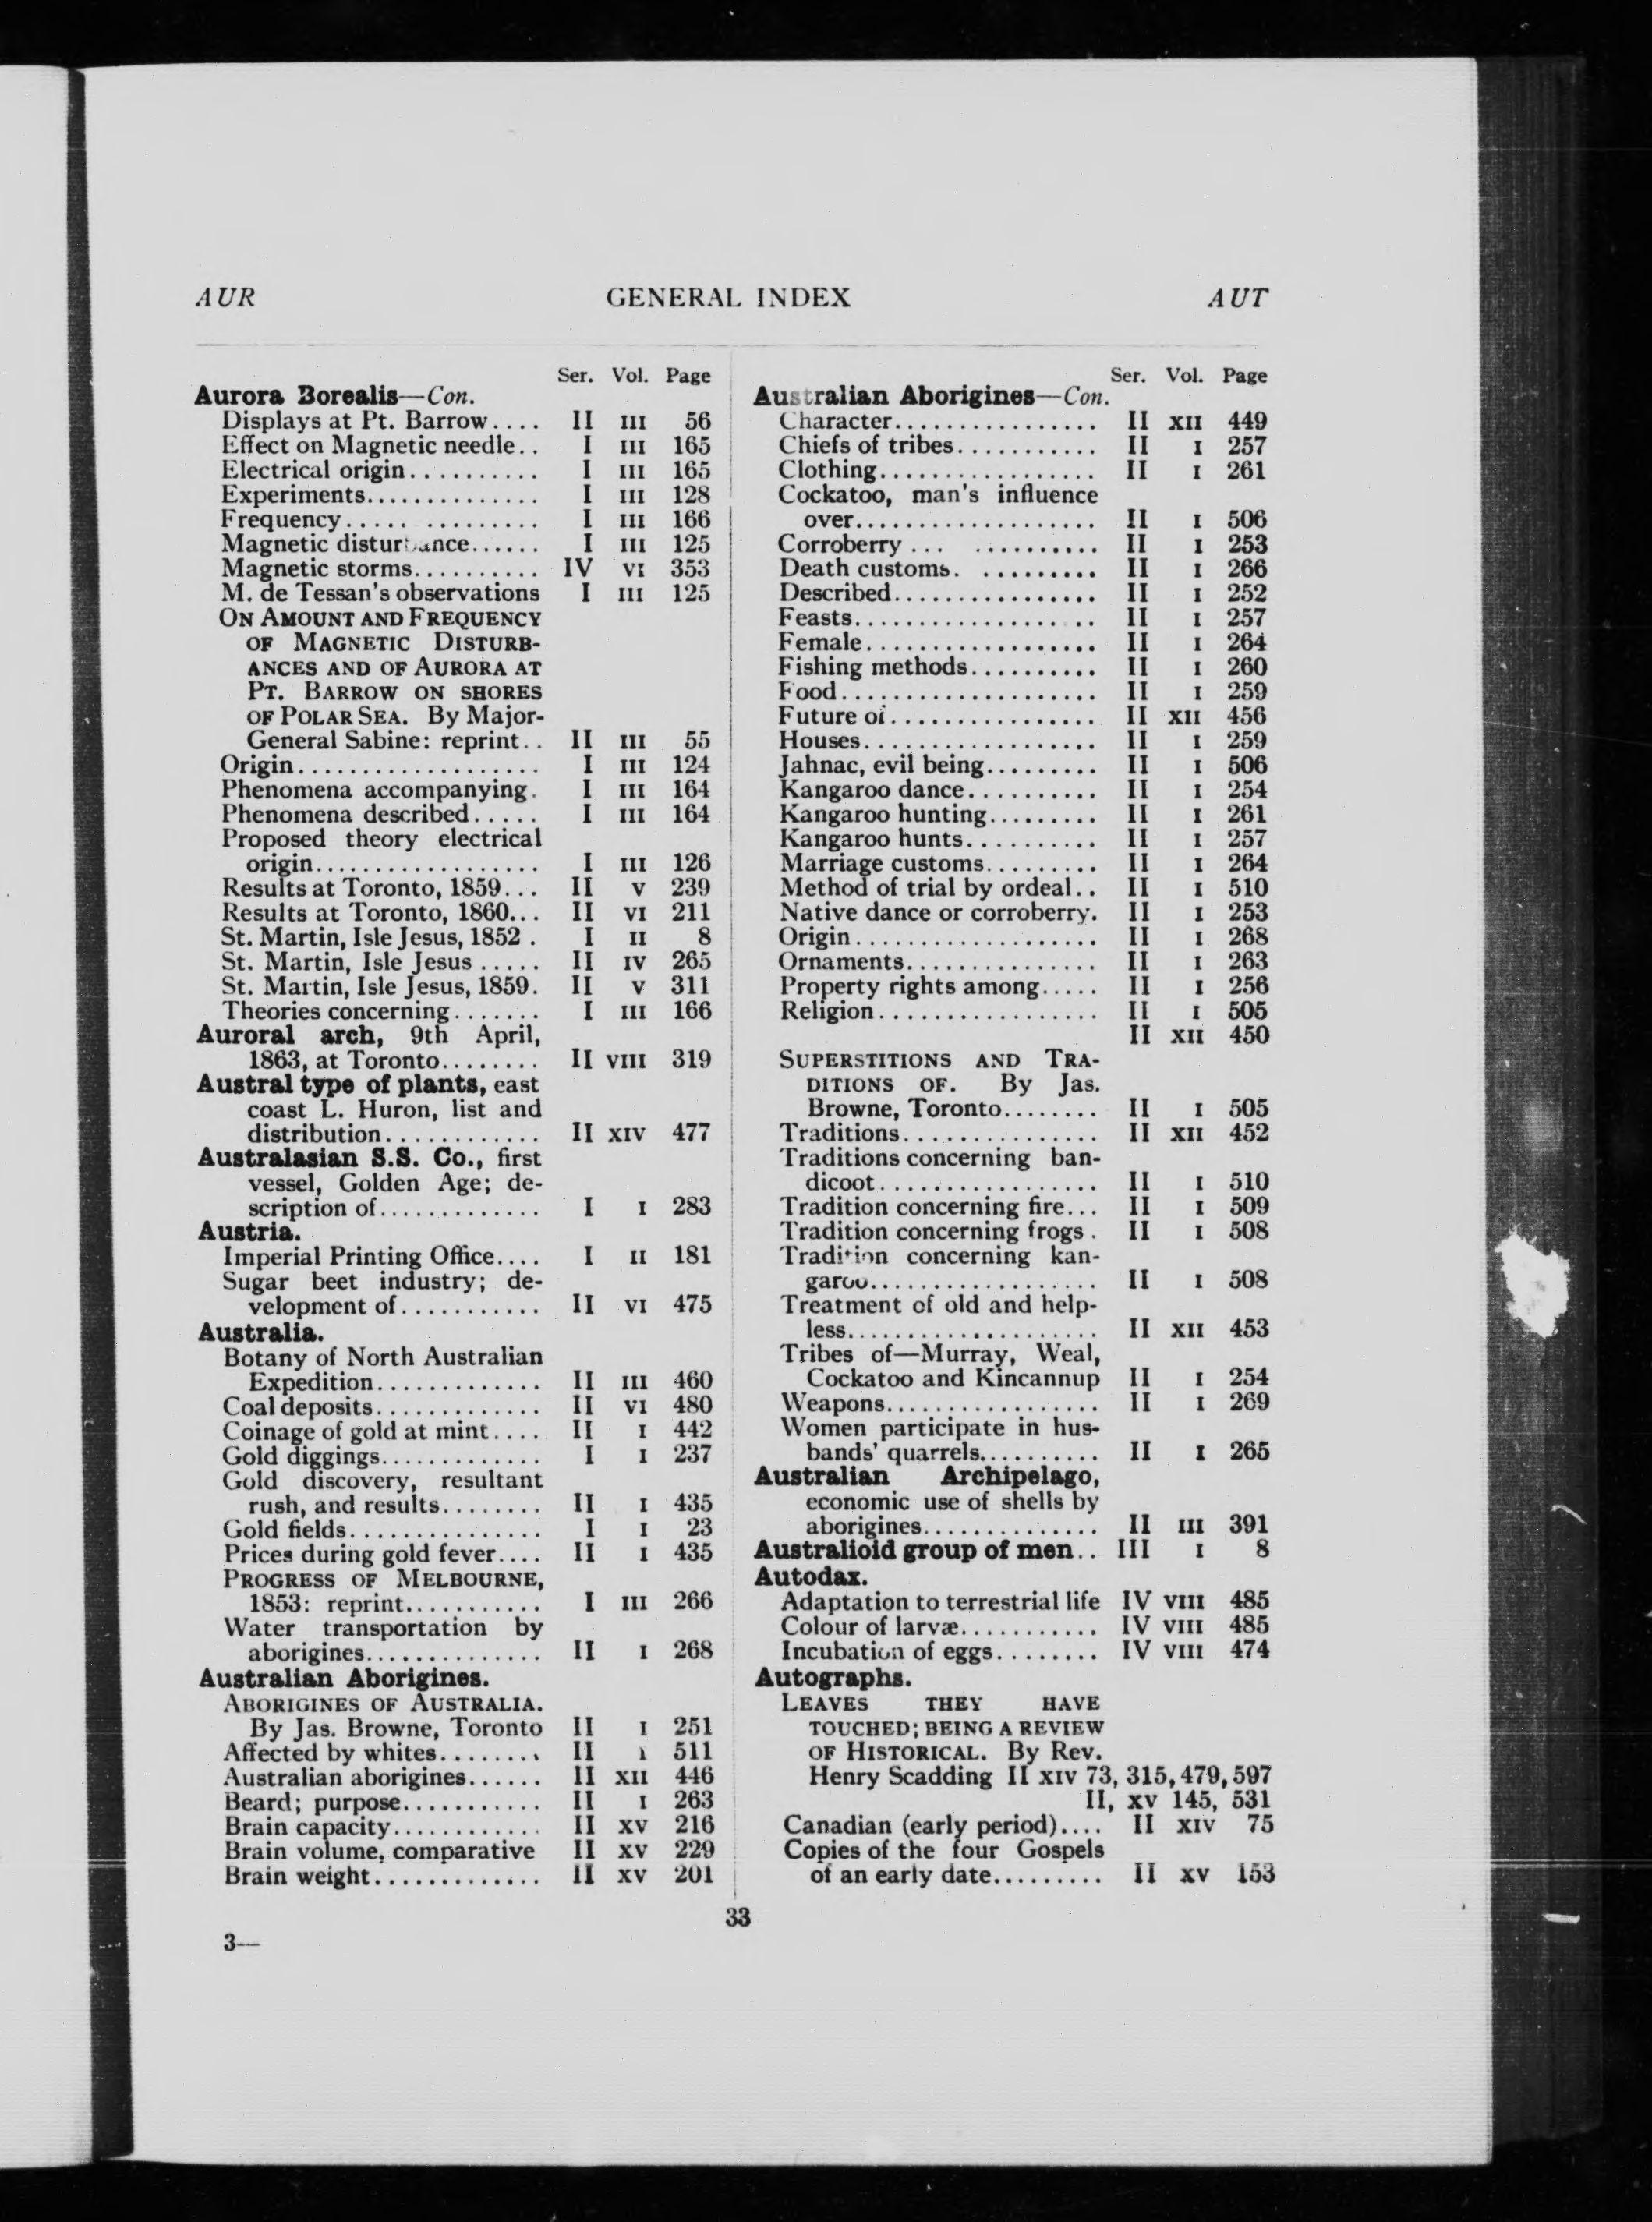 AUR GENERAL INDEX AUT
Ser. Vol. Page
Aurora Borealis—Con.
Displays at Pt. Barrow.... II III 56
Effect on Magnetic needle.. I III 165
Electrical origin........... I III 165
Experiments.............. I III 128
Frequency..... ......... I III 166
Magnetic disturbance...... I III 125
Magnetic storms.......... IV VI 353
M. de Tessan's observations I III 125
ON AMOUNT AND FREQUENCY
OF MAGNETIC DISTURB-
ANCES AND OF AURORA AT
PT. BARROW ON SHORES
OF POLAR SEA. By Major-
General Sabine: reprint.. II III 55
Origin.................... I III 124
Phenomena accompanying. I III 164
Phenomena described..... I III 164
Proposed theory electrical
origin................... I III 126
Results at Toronto, 1859... II V 239
Results at Toronto, 1860... II VI 211
St. Martin, Isle Jesus, 1852 . I II 8
St. Martin, Isle Jesus ..... II IV 265
St. Martin, Isle Jesus, 1859. II V 311
Theories concerning....... I III 166
Auroral arch, 9th April,
1863, at Toronto........ II VIII 319
Austral type of plants, east
coast L. Huron, list and
distribution............. II XIV 477
Australasian S.S. Co., first
vessel, Golden Age; de-
scription of............. I I 283
Austria.
Imperial Printing Office.... I II 181
Sugar beet industry; de-
velopment of............ II VI 475
Australia.
Botany of North Australian
Expedition.............. II III 460
Coal deposits.............. II VI 480
Coinage of gold at mint.... II I 442
Gold diggings............. I I 237
Gold discovery, resultant
rush, and results........ II I 435
Gold fields................ I I 23
Prices during gold fever.... II I 435
PROGRESS OF MELBOURNE,
1853: reprint........... I III 266
Water transportation by
aborigines............... II I 268
Australian Aborigines.
ABORIGINES OF AUSTRALIA.
By Jas. Browne, Toronto II I 251
Affected by whites........ II I 511
Australian aborigines...... II XII 446
Beard; purpose............ II I 263
Brain capacity............. II XV 216
Brain volume, comparative II XV 229
Brain weight.............. II XV 201
Ser. Vol. Page
Australian Aborigines—Con.
Character................. II XII 449
Chiefs of tribes............ II I 257
Clothing.................. II I 261
Cockatoo, man's influence
over.................... II I 506
Corroberry ... .......... II I 253
Death customs. .......... II I 266
Described................. II I 252
Feasts.................... II I 257
Female................... II I 264
Fishing methods........... II I 260
Food..................... II I 259
Future of................. II XII 456
Houses.................... II I 259
Jahnac, evil being......... II I 506
Kangaroo dance........... II I 254
Kangaroo hunting......... II I 261
Kangaroo hunts........... II I 257
Marriage customs.......... II I 264
Method of trial by ordeal.. II I 510
Native dance or corroberry. II I 253
Origin.................... II I 268
Ornaments................ II I 263
Property rights among..... II I 256
Religion.................. II I 505
II XII 450
SUPERSTITIONS AND TRA-
DITIONS OF. By Jas.
Browne, Toronto........ II I 505
Traditions................ II XII 452
Traditions concerning ban-
dicoot.................. II I 510
Tradition concerning fire... II I 509
Tradition concerning frogs . II I 508
Tradition concerning kan-
garoo................... II I 508
Treatment of old and help-
less..................... II XII 453
Tribes of—Murray, Weal,
Cockatoo and Kincannup II I 254
Weapons.................. II I 269
Women participate in hus-
bands' quarrels.......... II I 265
Australian Archipelago,
economic use of shells by
aborigines............... II III 391
Australioid group of men.. III I 8
Autodax.
Adaptation to terrestrial life IV VIII 485
Colour of larvæ............ IV VIII 485
Incubation of eggs......... IV VIII 474
Autographs.
LEAVES THEY HAVE
TOUCHED; BEING A REVIEW
OF HISTORICAL. By Rev.
Henry Scadding II XIV 73, 315, 479, 597
II, XV 145, 531
Canadian (early period).... II XIV 75
Copies of the four Gospels
of an early date......... II XV 153
33
3—